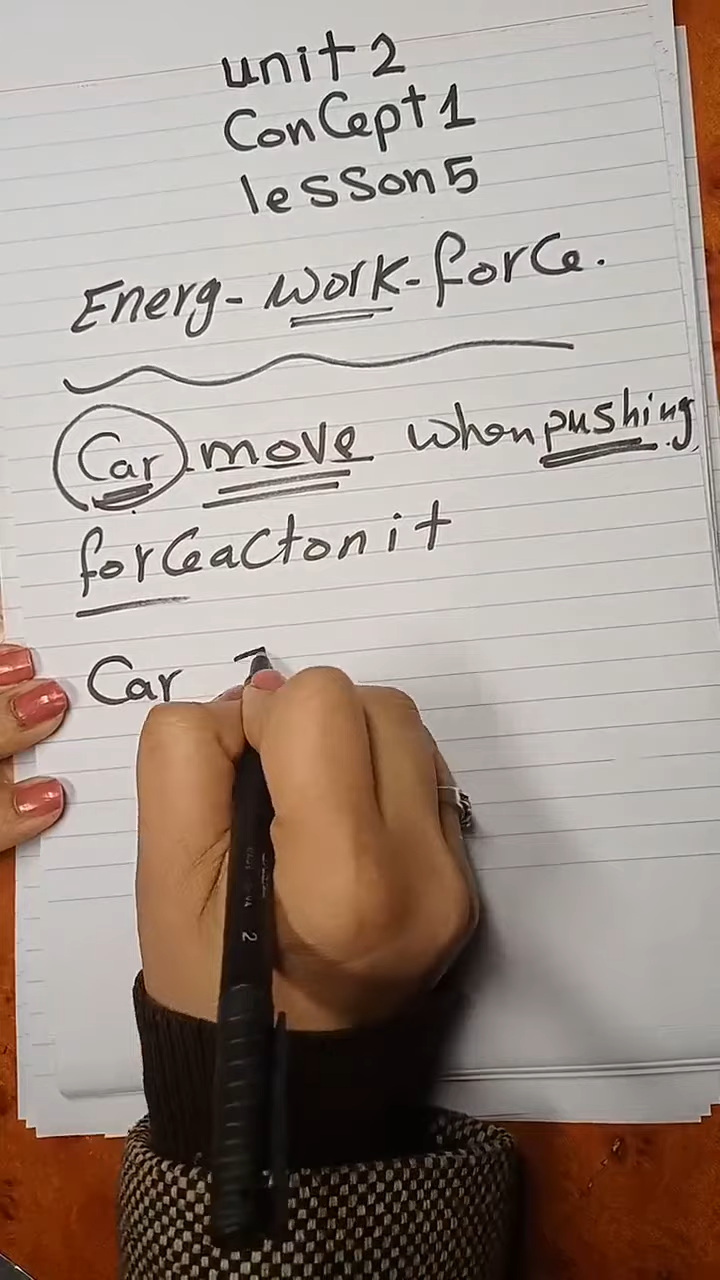 unit 2
Concept 1
lesson 5
Energ - work - force.
Car move when pushing
force act on it
Car